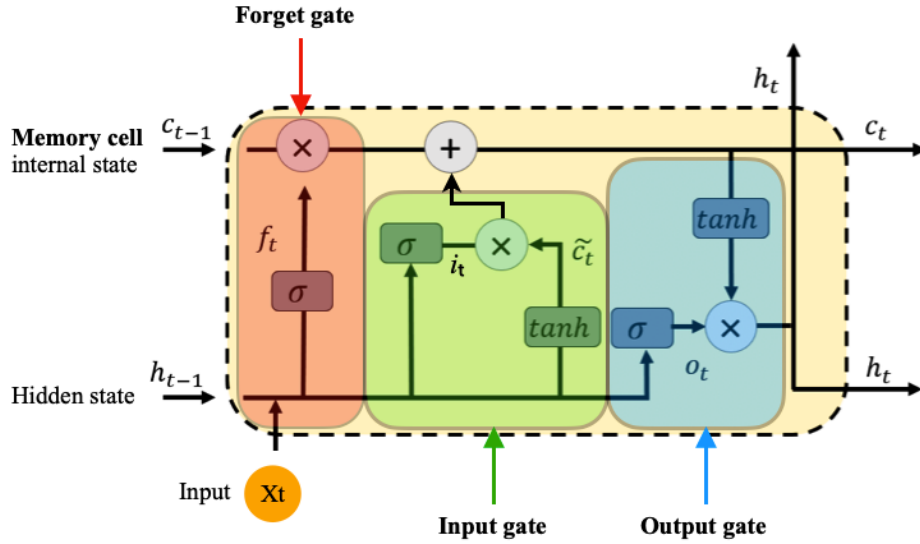 Forget gate
h_t
c_{t−1}
c_t
Memory cell
internal state
×
+
tanh
f_t
σ
×
c̃_t
i_t
σ
tanh
σ
×
o_t
h_{t−1}
h_t
Hidden state
Input
Xt
Input gate
Output gate